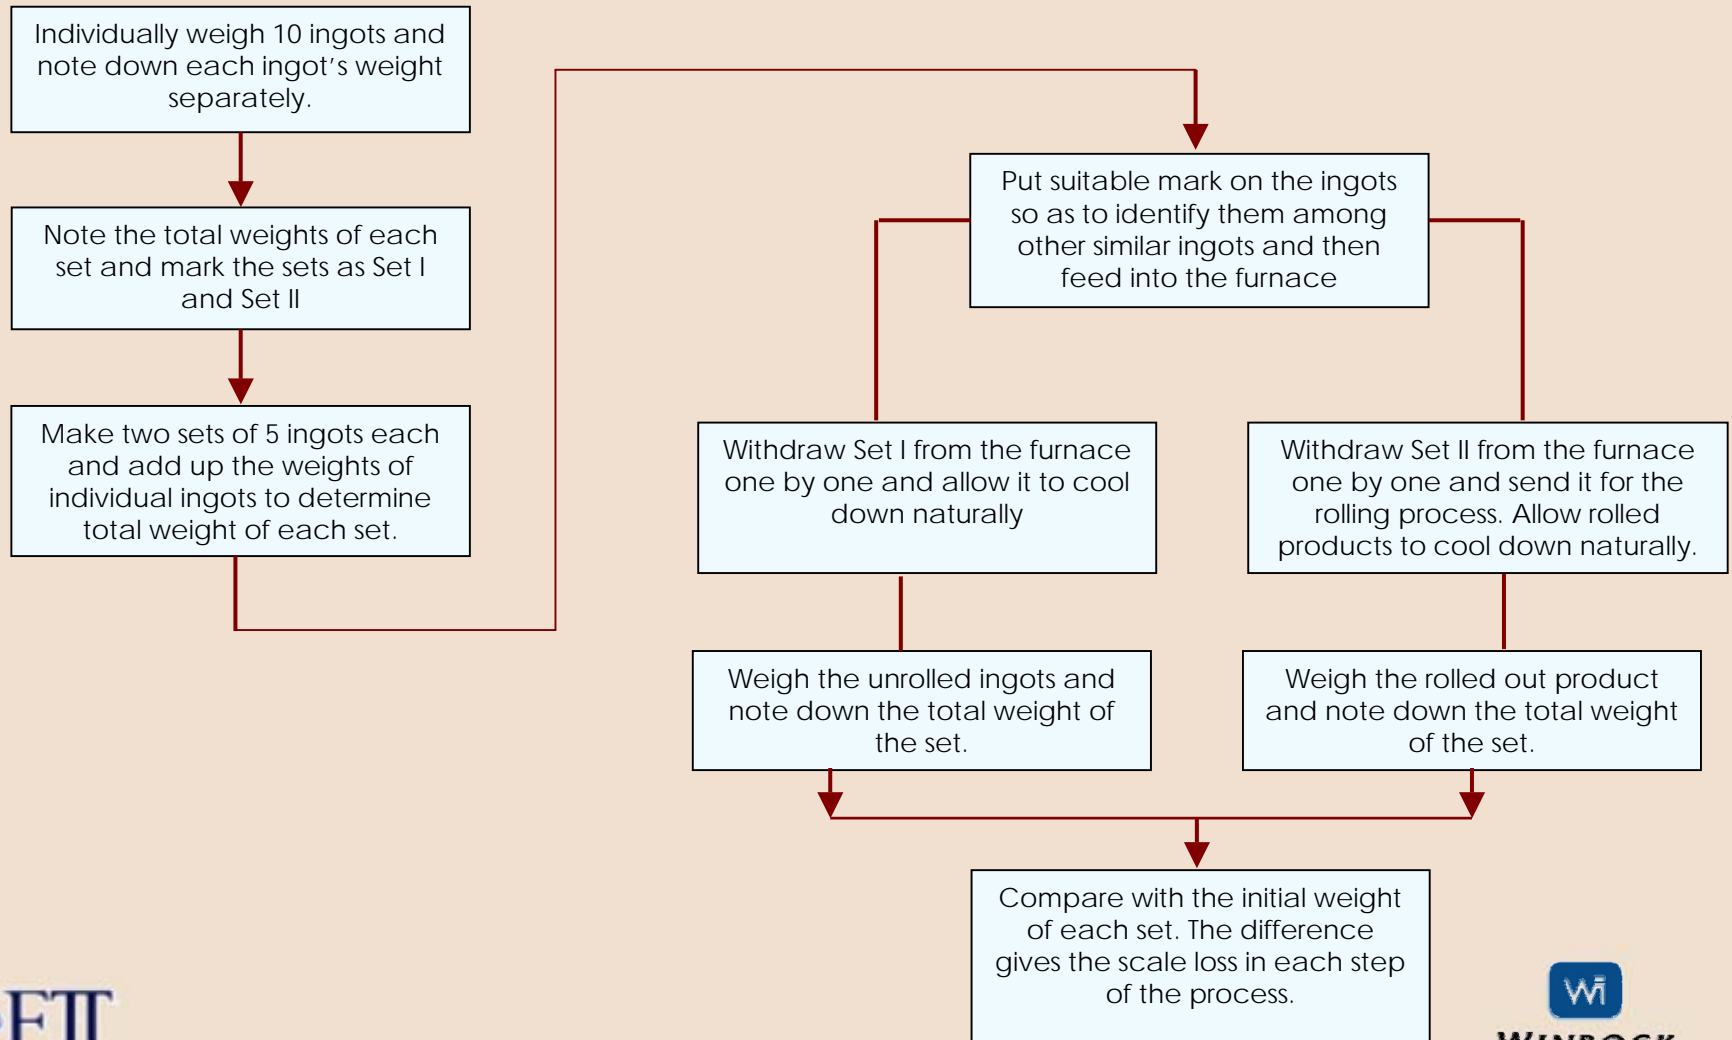 Individually weigh 10 ingots and
note down each ingot's weight
separately.
Note the total weights of each
set and mark the sets as Set I
and Set II
Make two sets of 5 ingots each
and add up the weights of
individual ingots to determine
total weight of each set.
Put suitable mark on the ingots
so as to identify them among
other similar ingots and then
feed into the furnace
Withdraw Set I from the furnace
one by one and allow it to cool
down naturally
Withdraw Set II from the furnace
one by one and send it for the
rolling process. Allow rolled
products to cool down naturally.
Weigh the unrolled ingots and
note down the total weight of
the set.
Weigh the rolled out product
and note down the total weight
of the set.
Compare with the initial weight
of each set. The difference
gives the scale loss in each step
of the process.
Wi
WINROCK